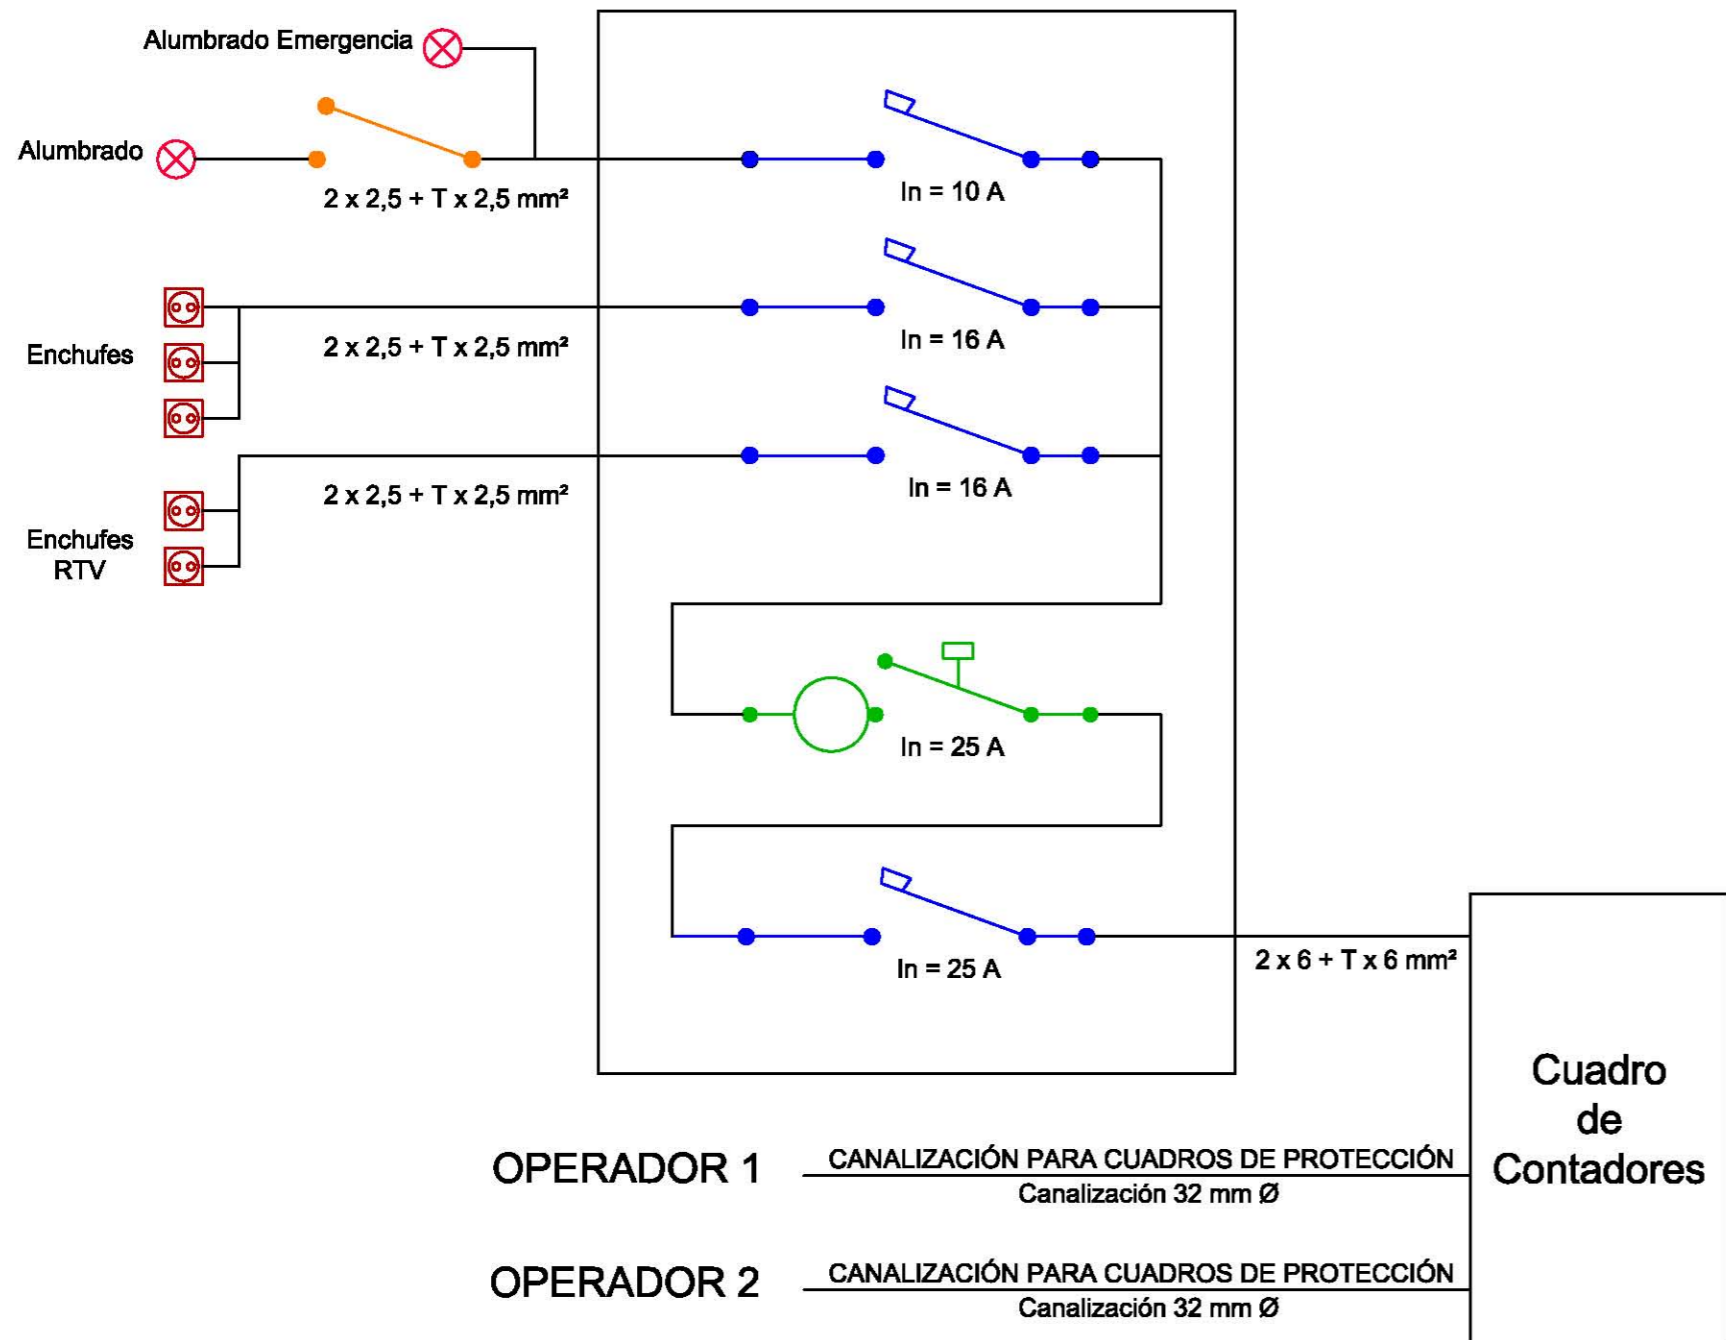 Alumbrado Emergencia
Alumbrado
2 x 2,5 + T x 2,5 mm²
In = 10 A
Enchufes
2 x 2,5 + T x 2,5 mm²
In = 16 A
Enchufes
RTV
2 x 2,5 + T x 2,5 mm²
In = 16 A
In = 25 A
In = 25 A
2 x 6 + T x 6 mm²
Cuadro
de
Contadores
OPERADOR 1
CANALIZACIÓN PARA CUADROS DE PROTECCIÓN
Canalización 32 mm Ø
OPERADOR 2
CANALIZACIÓN PARA CUADROS DE PROTECCIÓN
Canalización 32 mm Ø